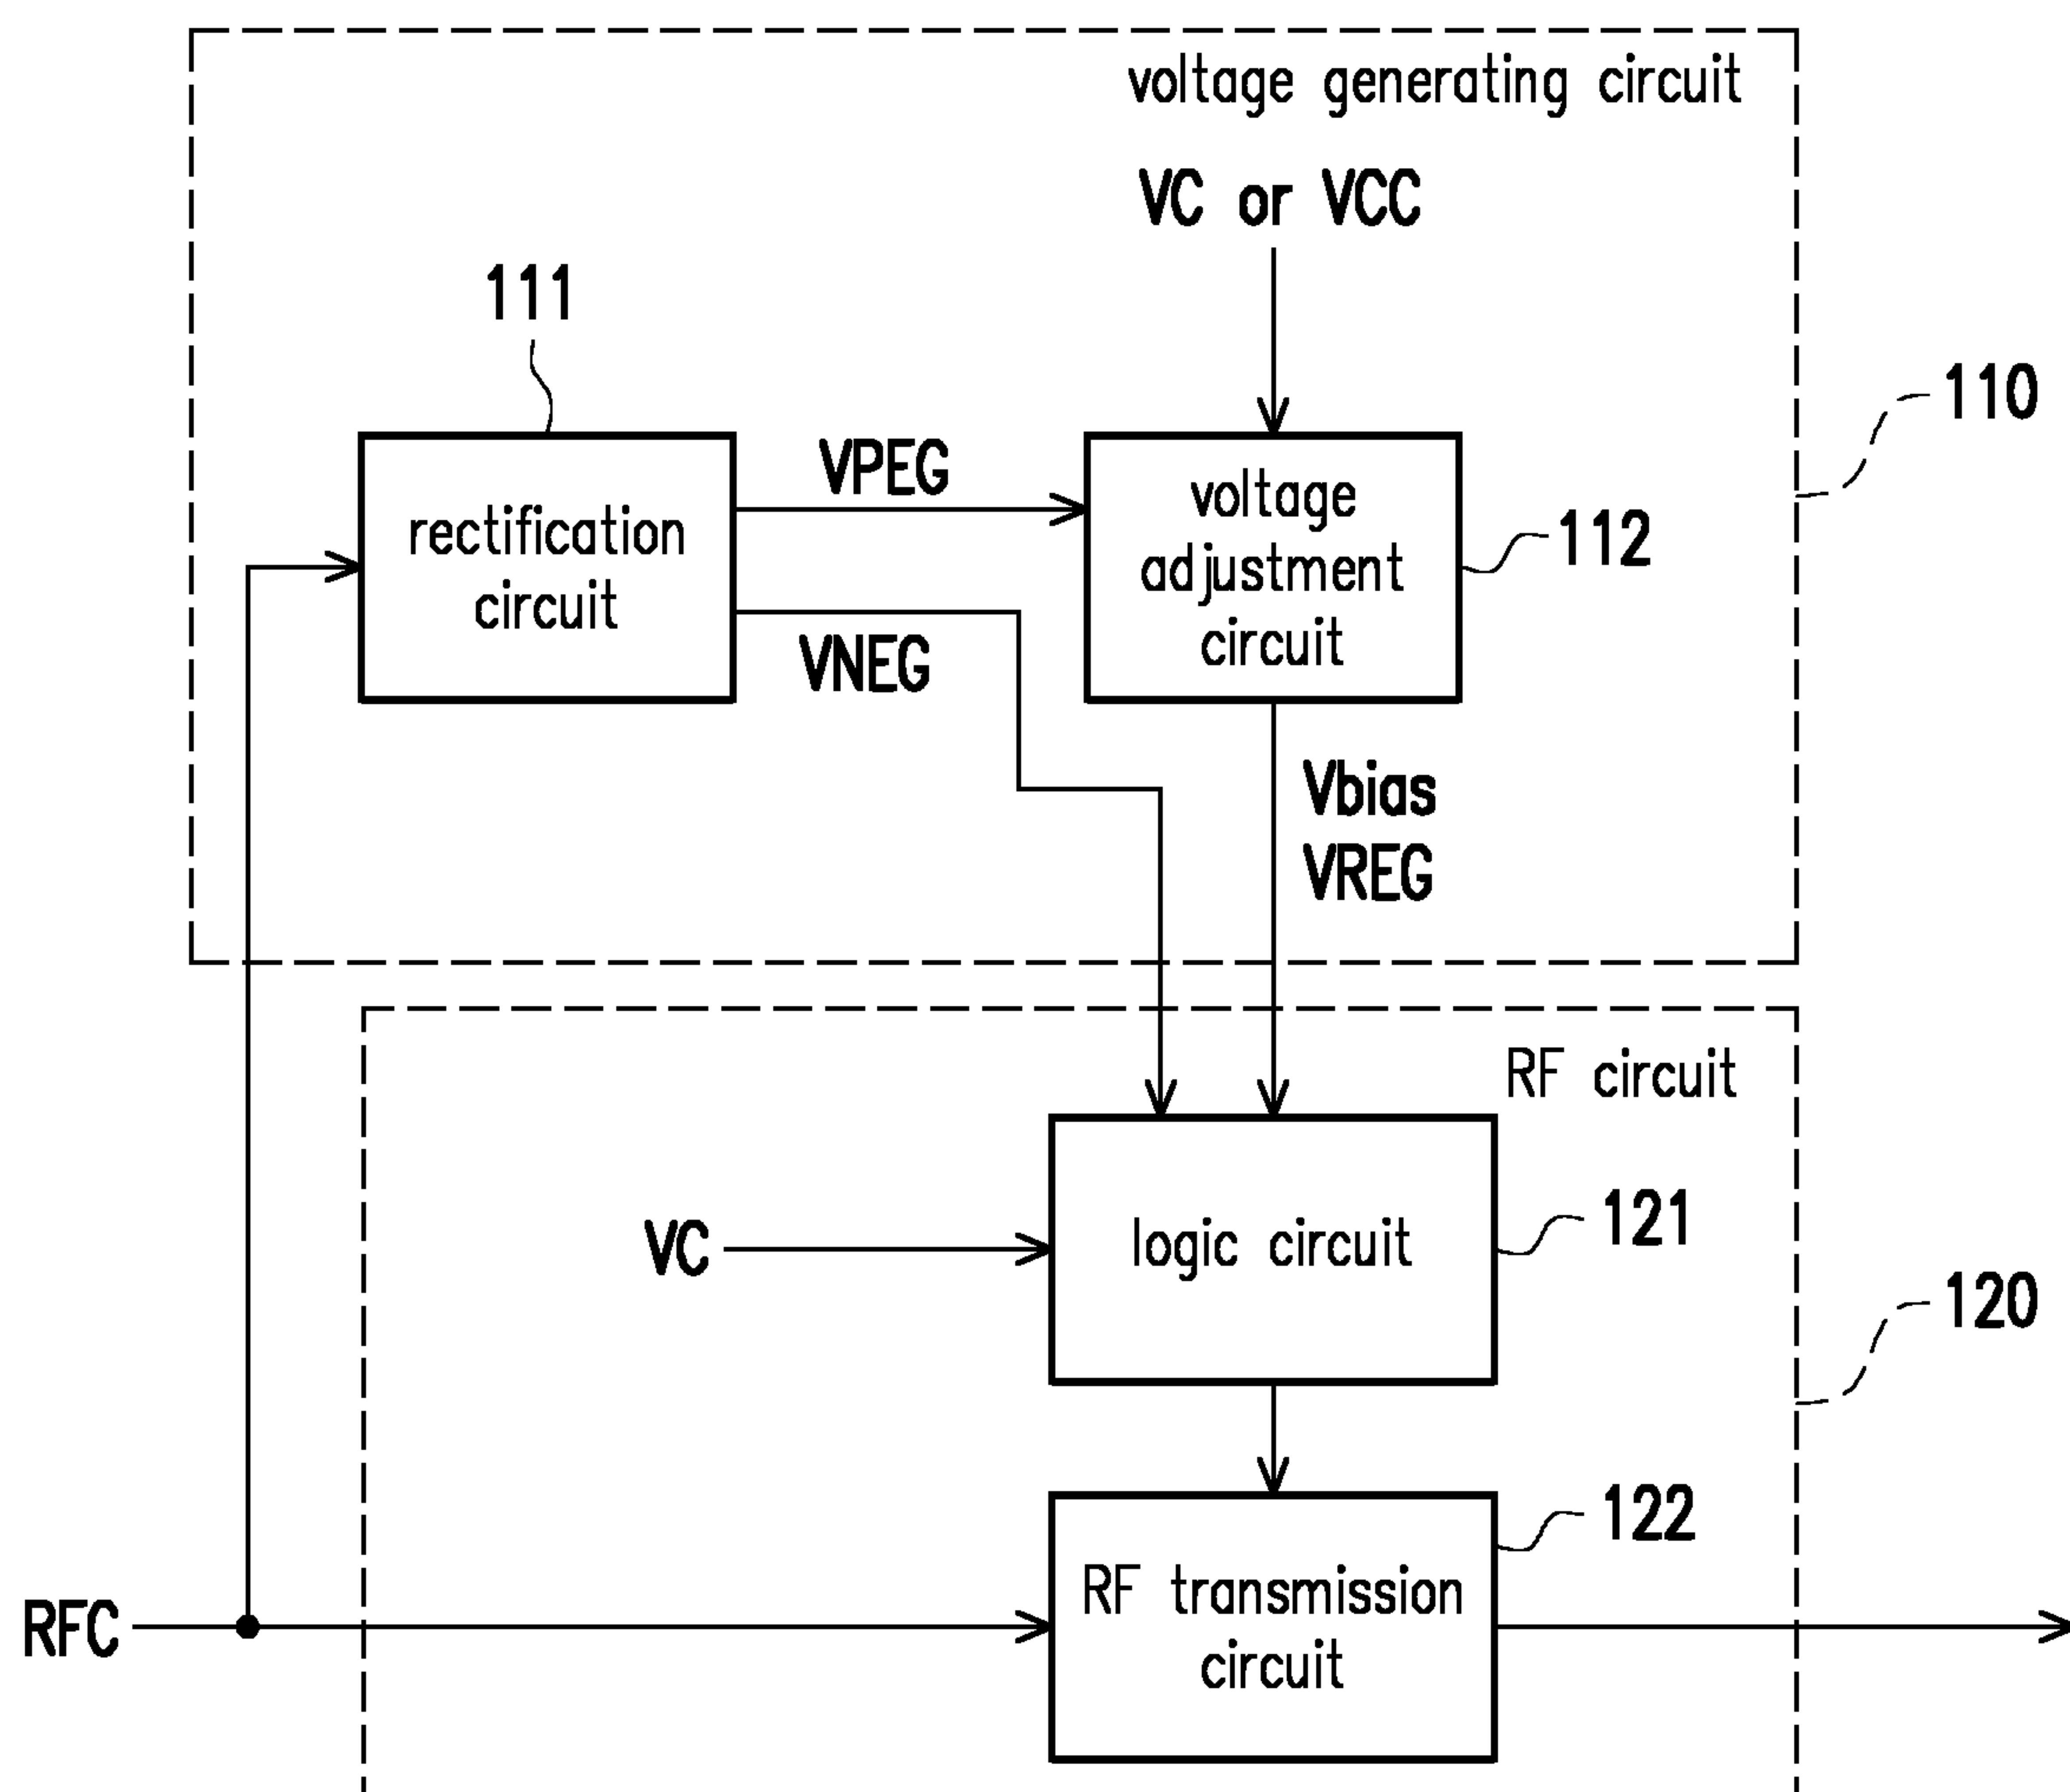 voltage generating circuit
VC or VCC
111
110
VPEG
rectification
circuit
voltage
adjustment
circuit
112
VNEG
Vbias
VREG
RF circuit
VC
logic circuit
121
120
122
RF transmission
circuit
RFC